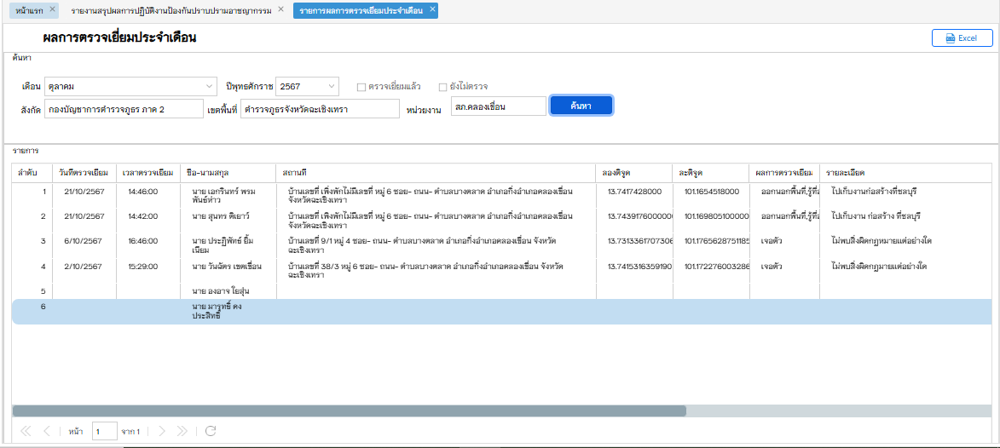 หน้าแรก × รายงานสรุปผลการปฏิบัติงานป้องกันปราบปรามอาชญากรรม × รายการผลการตรวจเยี่ยมประจำเดือน ×
ผลการตรวจเยี่ยมประจำเดือน Excel
ค้นหา
เดือน ตุลาคม ปีพุทธศักราช 2567 ตรวจเยี่ยมแล้ว ยังไม่ตรวจ
สังกัด กองบัญชาการตำรวจภูธร ภาค 2 เขตพื้นที่ ตำรวจภูธรจังหวัดฉะเชิงเทรา หน่วยงาน สภ.คลองเขื่อน ค้นหา
รายการ
ลำดับ วันที่ตรวจเยี่ยม เวลาตรวจเยี่ยม ชื่อ-นามสกุล สถานที่ ลองติจูด ละติจูด ผลการตรวจเยี่ยม รายละเอียด
1 21/10/2567 14:46:00 นาย เอกรินทร์ พรม บ้านเลขที่ เพิงพักไม่มีเลขที่ หมู่ 6 ซอย- ถนน- ตำบลบางตลาด อำเภอกิ่งอำเภอคลองเขื่อน 13.7417428000 101.1654518000 ออกนอกพื้นที่,รู้ที่อ ไปเก็บงานก่อสร้างที่ชลบุรี
พันธ์ห่าว จังหวัดฉะเชิงเทรา
2 21/10/2567 14:42:00 นาย สุนทร ติเยาว์ บ้านเลขที่ เพิงพักไม่มีเลขที่ หมู่ 6 ซอย- ถนน- ตำบลบางตลาด อำเภอกิ่งอำเภอคลองเขื่อน 13.743917600000 101.169805100000 ออกนอกพื้นที่,รู้ที่อ ไปเก็บงาน ก่อสร้าง ที่ชลบุรี
จังหวัดฉะเชิงเทรา
3 6/10/2567 16:46:00 นาย ประฏิพัทธ์ ยิ้ม บ้านเลขที่ 9/1 หมู่ 4 ซอย- ถนน- ตำบลบางตลาด อำเภอกิ่งอำเภอคลองเขื่อน จังหวัด 13.7313361707306 101.1765628751185 เจอตัว ไม่พบสิ่งผิดกฎหมายแต่อย่างใด
เนียม ฉะเชิงเทรา
4 2/10/2567 15:29:00 นาย วันฉัตร เขตเขื่อน บ้านเลขที่ 38/3 หมู่ 6 ซอย- ถนน- ตำบลบางตลาด อำเภอกิ่งอำเภอคลองเขื่อน จังหวัด 13.7415316359190 101.172276003286 เจอตัว ไม่พบสิ่งผิดกฎมายแต่อย่างใด
ฉะเชิงเทรา
5 นาย องอาจ ใยสุ่น
6 นาย มารุทธิ์ คง
ประสิทธิ์
หน้า 1 จาก 1